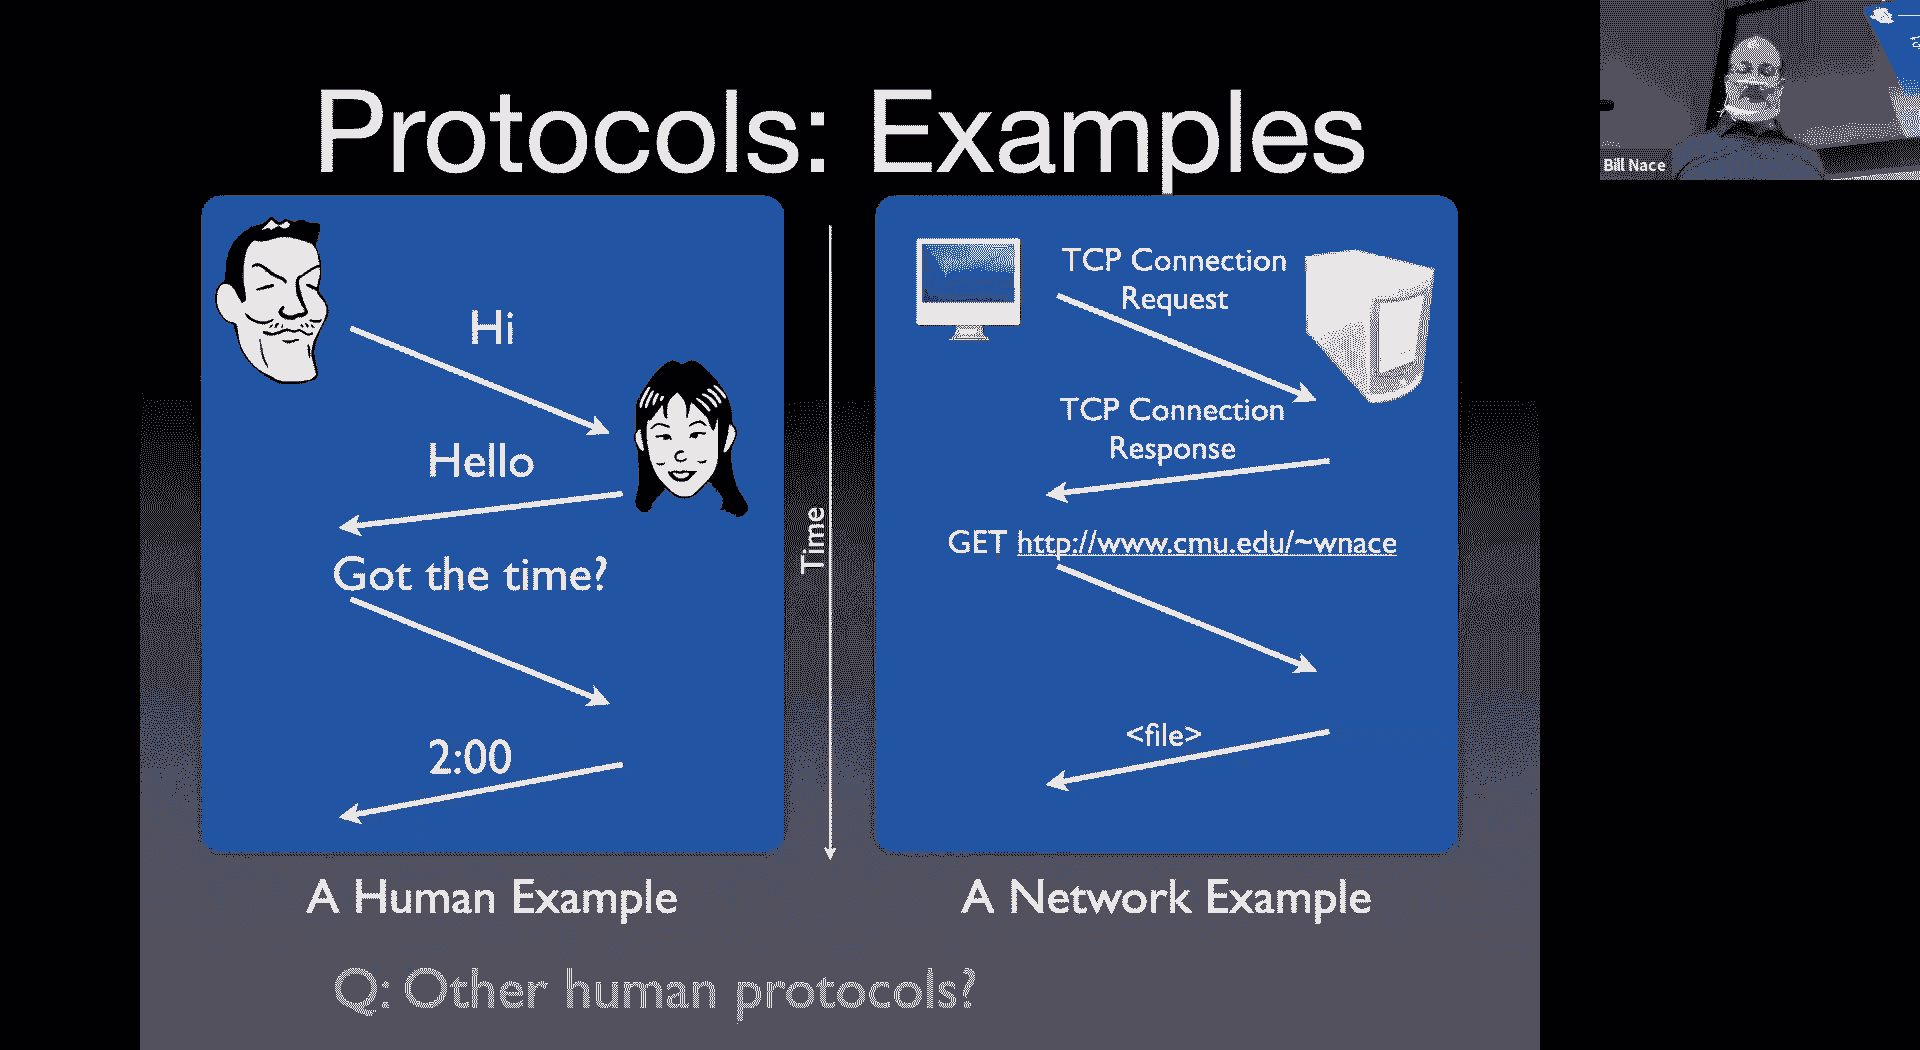 Protocols: Examples
Bill Nace
Hi
Hello
Got the time?
2:00
Time
TCP Connection
Request
TCP Connection
Response
GET http://www.cmu.edu/~wnace
<file>
A Human Example
A Network Example
Q: Other human protocols?